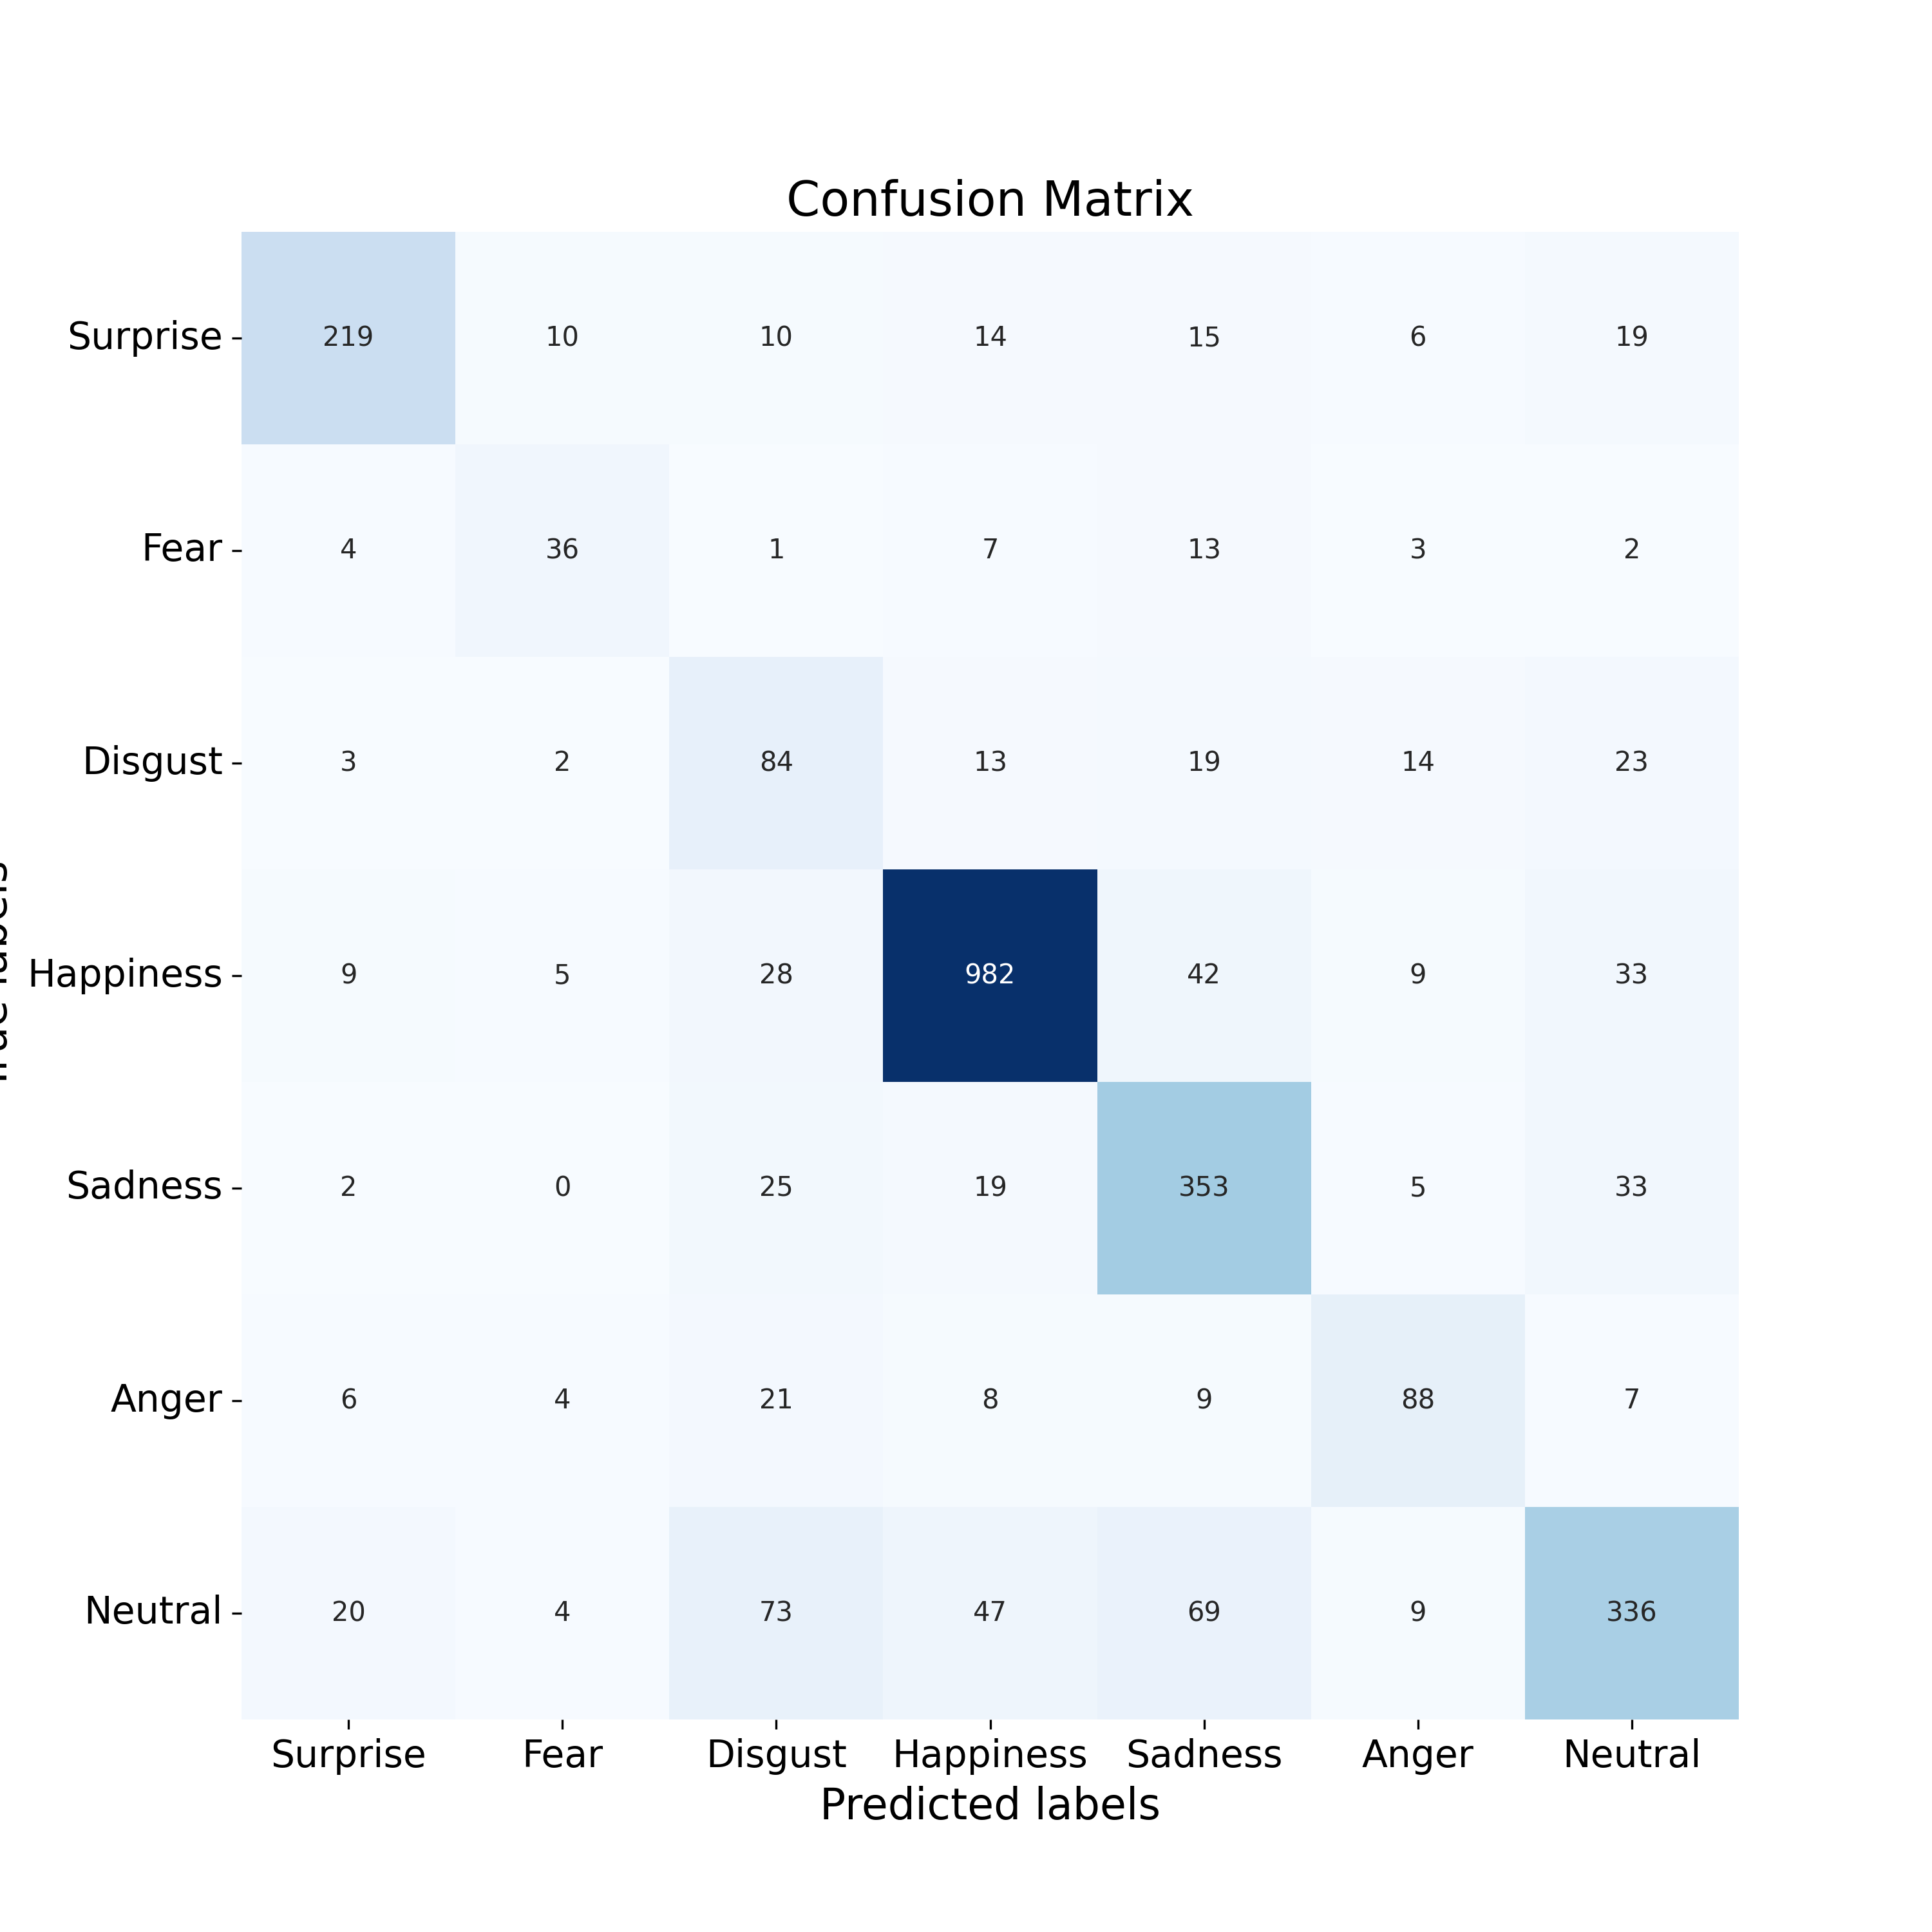 Confusion Matrix
Surprise 219 10 10 14 15 6 19
Fear 4 36 1 7 13 3 2
Disgust 3 2 84 13 19 14 23
Happiness 9 5 28 982 42 9 33
Sadness 2 0 25 19 353 5 33
Anger 6 4 21 8 9 88 7
Neutral 20 4 73 47 69 9 336
Surprise Fear Disgust Happiness Sadness Anger Neutral
Predicted labels